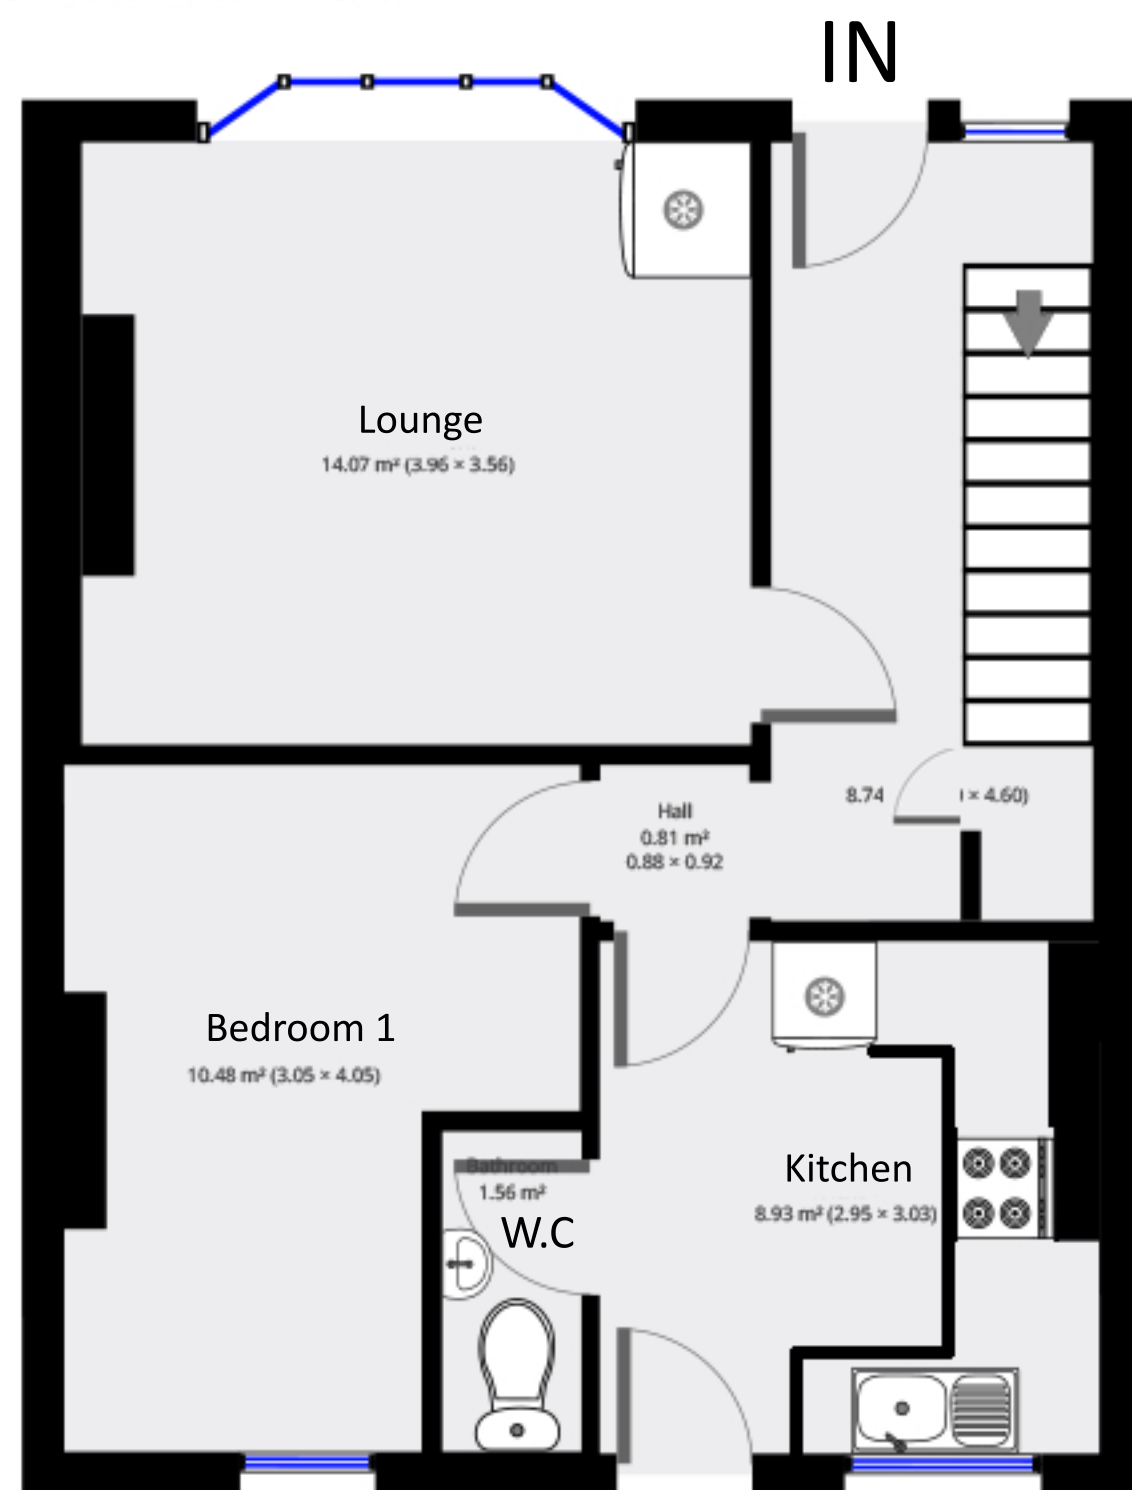 IN
Lounge
14.07 m² (3.96 × 3.56)
8.74 × 4.60)
Hall
0.81 m²
0.88 × 0.92
Bedroom 1
10.48 m² (3.05 × 4.05)
Bathroom
1.56 m²
W.C
Kitchen
8.93 m² (2.95 × 3.03)